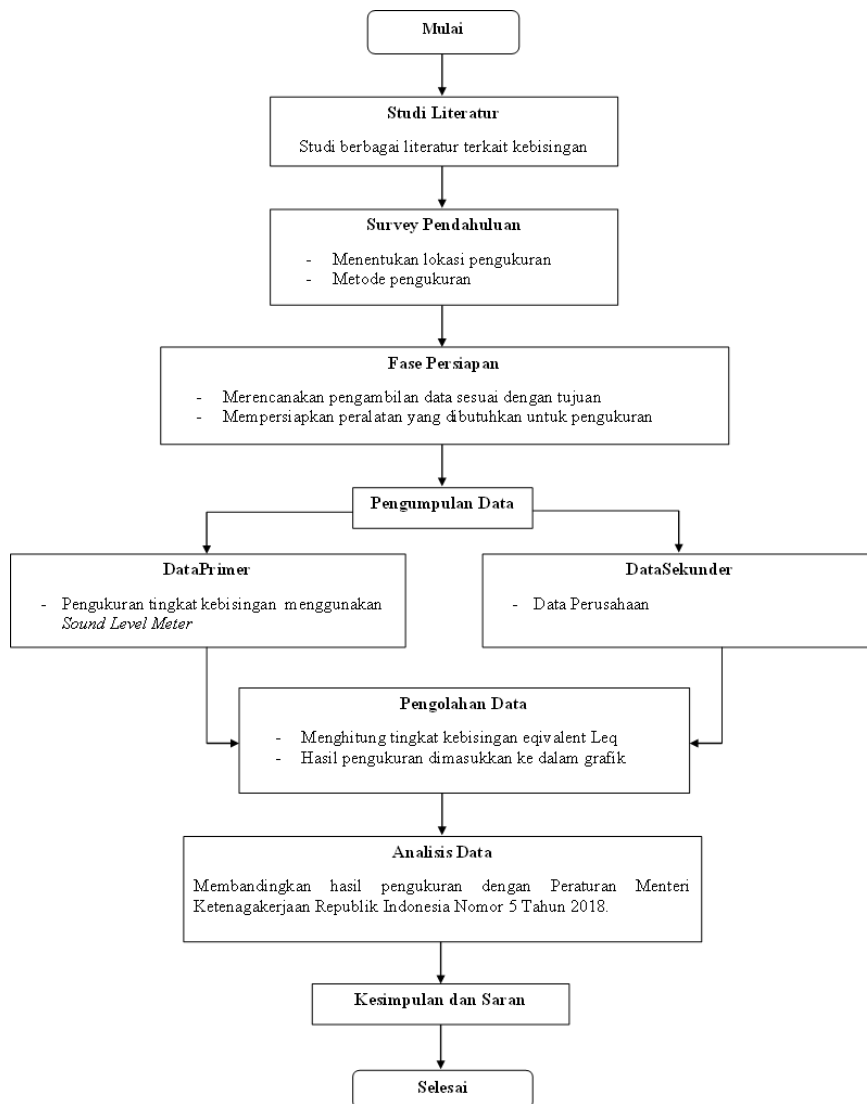 Mulai
Studi Literatur
Studi berbagai literatur terkait kebisingan
Survey Pendahuluan
- Menentukan lokasi pengukuran
- Metode pengukuran
Fase Persiapan
- Merencanakan pengambilan data sesuai dengan tujuan
- Mempersiapkan peralatan yang dibutuhkan untuk pengukuran
Pengumpulan Data
DataPrimer
- Pengukuran tingkat kebisingan menggunakan
Sound Level Meter
DataSekunder
- Data Perusahaan
Pengolahan Data
- Menghitung tingkat kebisingan eqivalent Leq
- Hasil pengukuran dimasukkan ke dalam grafik
Analisis Data
Membandingkan hasil pengukuran dengan Peraturan Menteri
Ketenagakerjaan Republik Indonesia Nomor 5 Tahun 2018.
Kesimpulan dan Saran
Selesai